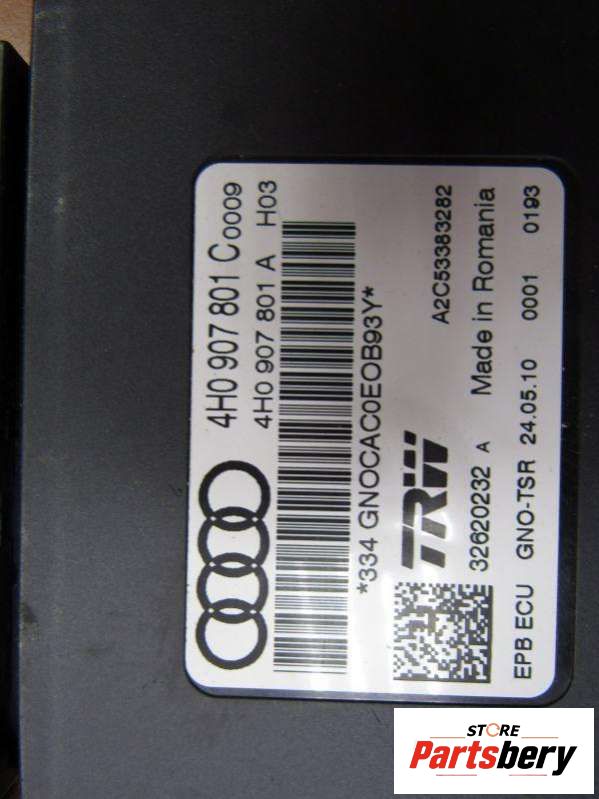 4H0 907 801 C 0009
4H0 907 801 A H03
*334 GNOCAC0EOB93Y*
TRW
A2C53383282
32620232 A Made in Romania
EPB ECU GNO-TSR 24.05.10 0001 0193
STORE
Partsbery